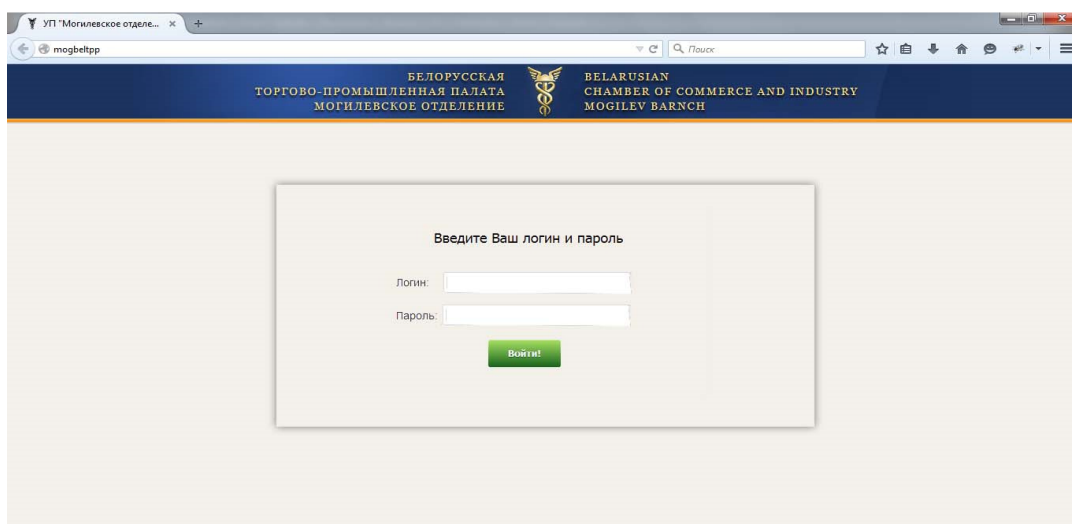 УП "Могилевское отделе...
mogbeltpp
Поиск
БЕЛОРУССКАЯ
ТОРГОВО-ПРОМЫШЛЕННАЯ ПАЛАТА
МОГИЛЕВСКОЕ ОТДЕЛЕНИЕ
BELARUSIAN
CHAMBER OF COMMERCE AND INDUSTRY
MOGILEV BARNCH
Введите Ваш логин и пароль
Логин:
Пароль:
Войти!